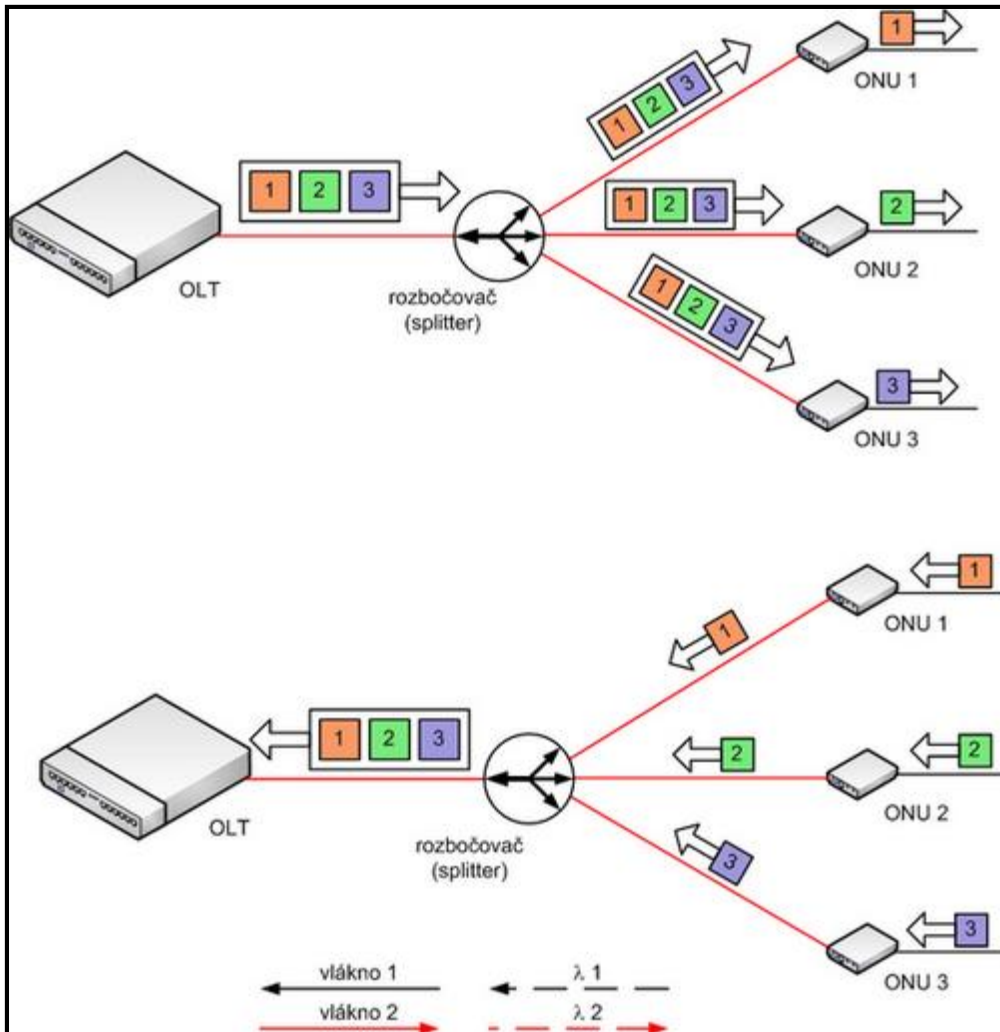 1
ONU 1
1 2 3
1 2 3
OLT
rozbočovač
(splitter)
1 2 3
2
ONU 2
1 2 3
3
ONU 3
1
ONU 1
1
1 2 3
OLT
rozbočovač
(splitter)
2
2
ONU 2
3
3
ONU 3
vlákno 1
λ 1
vlákno 2
λ 2